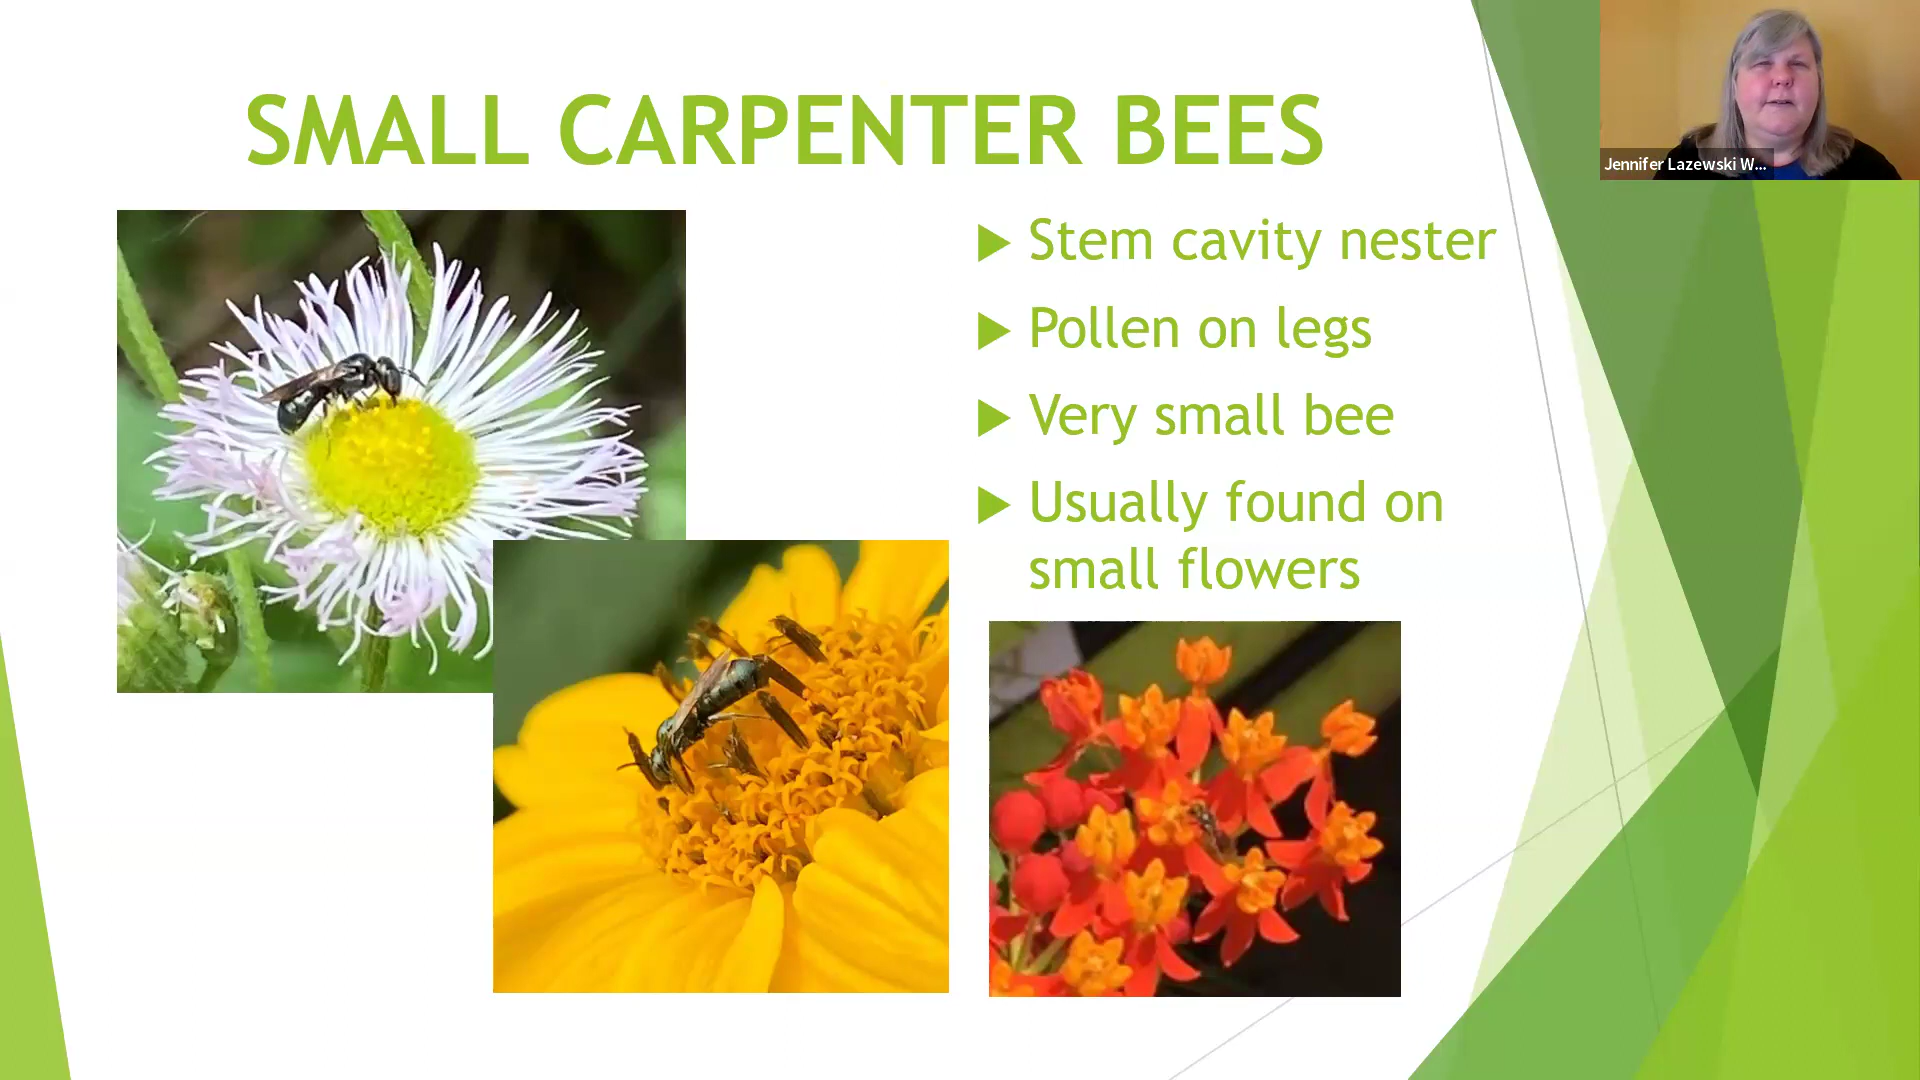 SMALL CARPENTER BEES
Jennifer Lazewski W...
Stem cavity nester
Pollen on legs
Very small bee
Usually found on
small flowers